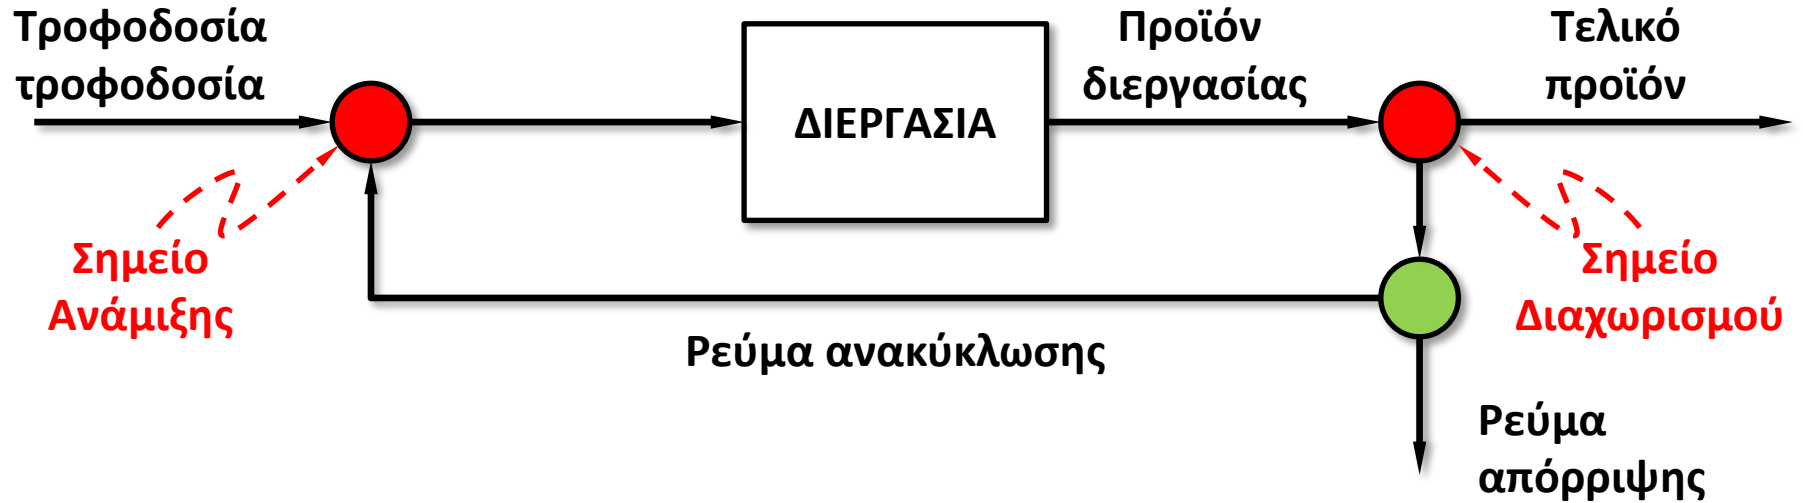 Τροφοδοσία
τροφοδοσία
ΔΙΕΡΓΑΣΙΑ
Προϊόν
διεργασίας
Τελικό
προϊόν
Σημείο
Ανάμιξης
Σημείο
Διαχωρισμού
Ρεύμα ανακύκλωσης
Ρεύμα
απόρριψης